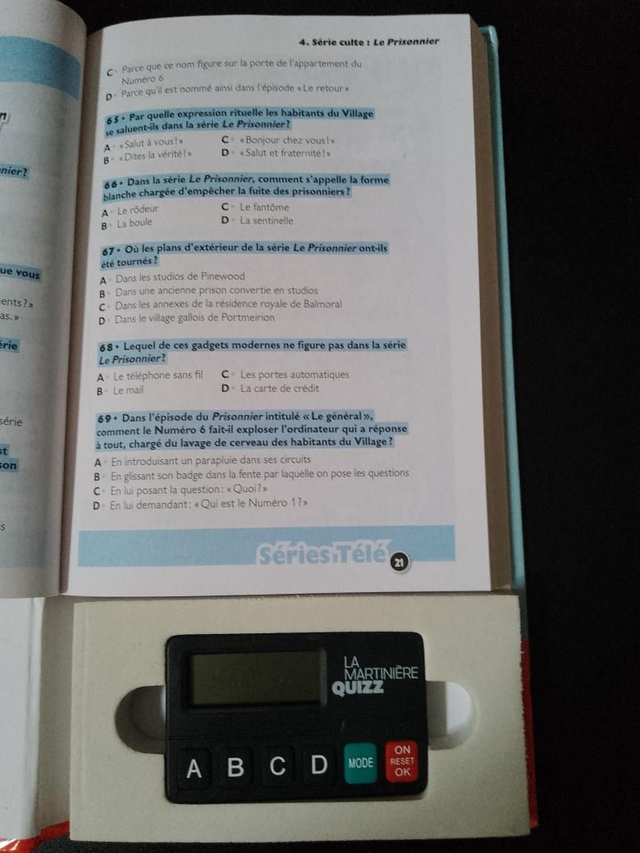 n
nier?
ue vous
ents?»
as.»
érie
série
st
son
s
4. Série culte : Le Prisonnier
C • Parce que ce nom figure sur la porte de l'appartement du
Numéro 6
D • Parce qu'il est nommé ainsi dans l'épisode « Le retour »
65 • Par quelle expression rituelle les habitants du Village
se saluent-ils dans la série Le Prisonnier?
A • «Salut à vous!» C • «Bonjour chez vous!»
B • «Dites la vérité!» D • «Salut et fraternité!»
66 • Dans la série Le Prisonnier, comment s'appelle la forme
blanche chargée d'empêcher la fuite des prisonniers?
A • Le rôdeur C • Le fantôme
B • La boule D • La sentinelle
67 • Où les plans d'extérieur de la série Le Prisonnier ont-ils
été tournés?
A • Dans les studios de Pinewood
B • Dans une ancienne prison convertie en studios
C • Dans les annexes de la résidence royale de Balmoral
D • Dans le village gallois de Portmeirion
68 • Lequel de ces gadgets modernes ne figure pas dans la série
Le Prisonnier?
A • Le téléphone sans fil C • Les portes automatiques
B • Le mail D • La carte de crédit
69 • Dans l'épisode du Prisonnier intitulé «Le général»,
comment le Numéro 6 fait-il exploser l'ordinateur qui a réponse
à tout, chargé du lavage de cerveau des habitants du Village?
A • En introduisant un parapluie dans ses circuits
B • En glissant son badge dans la fente par laquelle on pose les questions
C • En lui posant la question: «Quoi?»
D • En lui demandant: «Qui est le Numéro 1?»
Séries Télé 21
LA
MARTINIÈRE
QUIZZ
A B C D MODE ON
RESET
OK